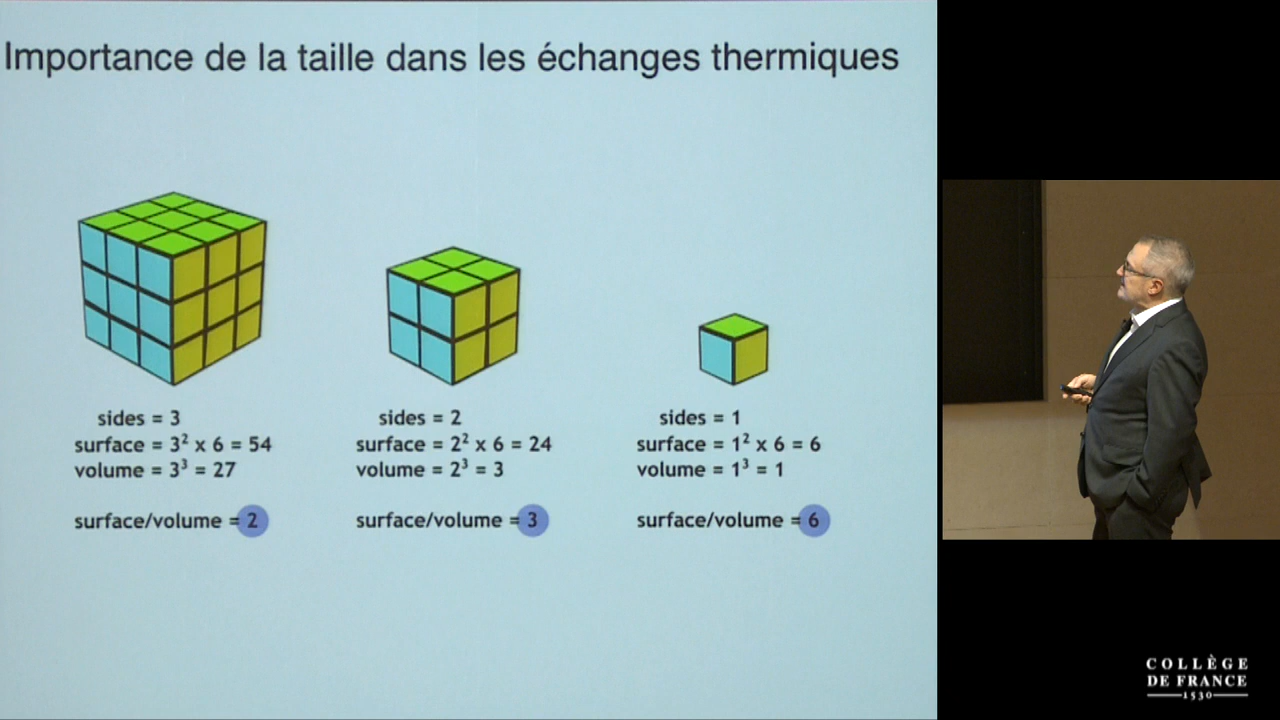 Importance de la taille dans les échanges thermiques
sides = 3
surface = 3² x 6 = 54
volume = 3³ = 27
surface/volume = 2
sides = 2
surface = 2² x 6 = 24
volume = 2³ = 3
surface/volume = 3
sides = 1
surface = 1² x 6 = 6
volume = 1³ = 1
surface/volume = 6
COLLÈGE
DE FRANCE
1530